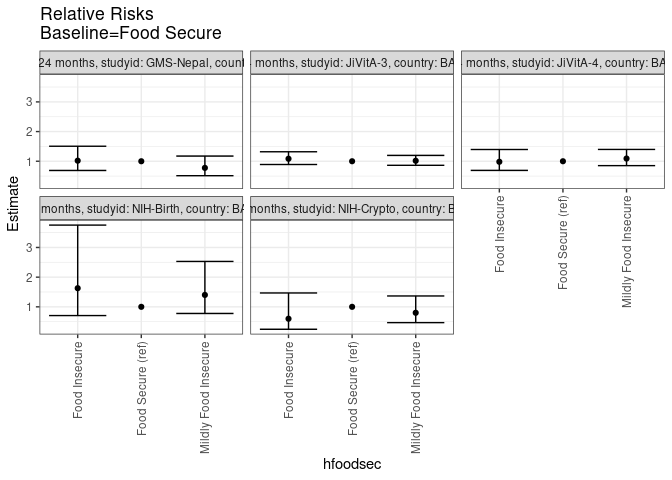 Relative Risks
Baseline=Food Secure
24 months, studyid: GMS-Nepal, count
months, studyid: JiVitA-3, country: BA
months, studyid: JiVitA-4, country: BA
3
2
1
Estimate
months, studyid: NIH-Birth, country: BA
months, studyid: NIH-Crypto, country: B
3
2
1
Food Insecure
Food Secure (ref)
Mildly Food Insecure
Food Insecure
Food Secure (ref)
Mildly Food Insecure
Food Insecure
Food Secure (ref)
Mildly Food Insecure
hfoodsec